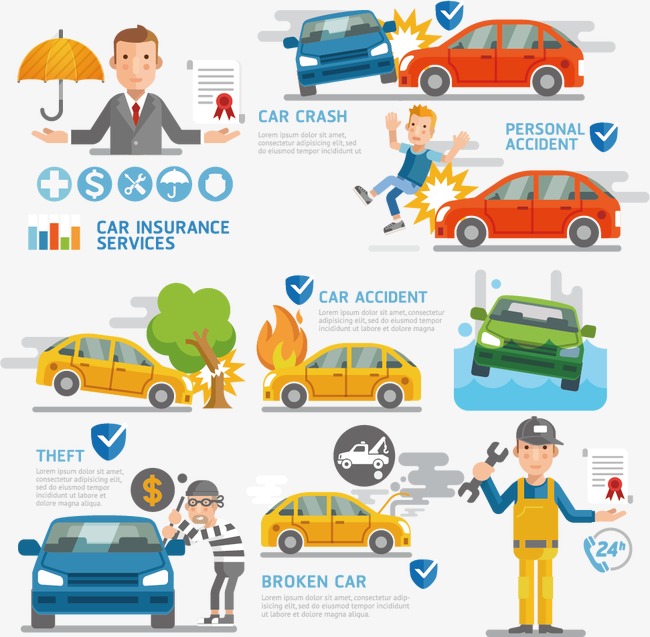 CAR CRASH
Lorem ipsum dolor sit amet,
consectetur adipiscing elit, sed
do eiusmod tempor incididunt ut
PERSONAL
ACCIDENT
CAR INSURANCE
SERVICES
CAR ACCIDENT
Lorem ipsum dolor sit amet, consectetur
adipisicing elit, sed do eiusmod tempor
incididunt ut labore et dolore magna
THEFT
Lorem ipsum dolor sit
amet, consectetur
adipisicing elit, sed do
eiusmod tempor
incididunt ut labore et
dolore magna aliqua.
$
BROKEN CAR
Lorem ipsum dolor sit amet, consectetur
adipisicing elit, sed do eiusmod tempor
incididunt ut labore et dolore magna aliqua.
24h